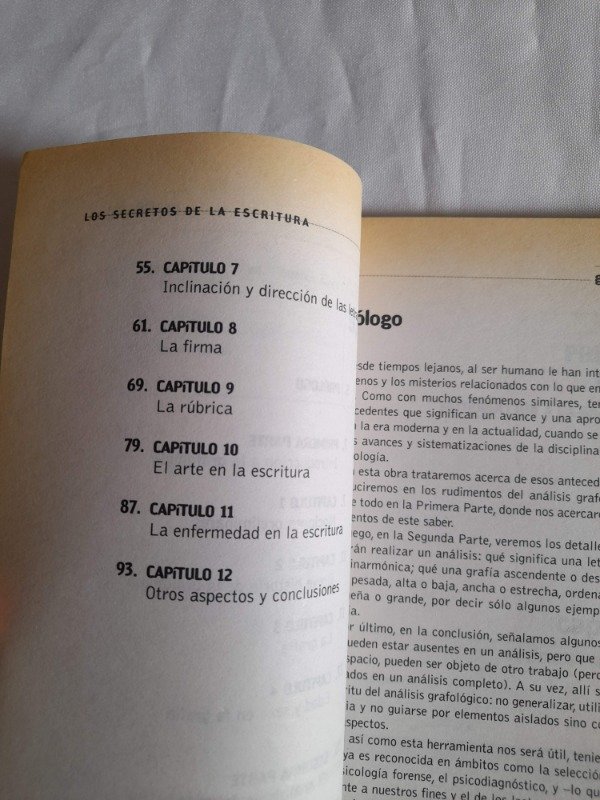 LOS SECRETOS DE LA ESCRITURA
55. CAPÍTULO 7
Inclinación y dirección de las
61. CAPÍTULO 8
La firma
69. CAPÍTULO 9
La rúbrica
79. CAPÍTULO 10
El arte en la escritura
87. CAPÍTULO 11
La enfermedad en la escritura
93. CAPÍTULO 12
Otros aspectos y conclusiones
ólogo
esde tiempos lejanos, al ser humano le han int
enos y los misterios relacionados con lo que en
Como con muchos fenómenos similares, ten
cedentes que significan un avance y una apro
la era moderna y en la actualidad, cuando se
s avances y sistematizaciones de la disciplina
ología.
esta obra trataremos acerca de esos anteced
uciremos en los rudimentos del análisis graf
e todo en la Primera Parte, donde nos acercare
entos de este saber.
ego, en la Segunda Parte, veremos los detalle
rán realizar un análisis: qué significa una let
inarmónica; qué una grafía ascendente o des
pesada, alta o baja, ancha o estrecha, ordena
eña o grande, por decir sólo algunos ejemp
ía.
r último, en la conclusión, señalamos algunos
ueden estar ausentes en un análisis, pero que
spacio, pueden ser objeto de otro trabajo (perc
ados en un análisis completo). A su vez, allí s
ritu del análisis grafológico: no generalizar, utili
ia y no guiarse por elementos aislados sino co
spectos.
así como esta herramienta nos será útil, tenie
ya es reconocida en ámbitos como la selección
sicología forense, el psicodiagnóstico, y –lo qu
nte a nuestros fines y el de los